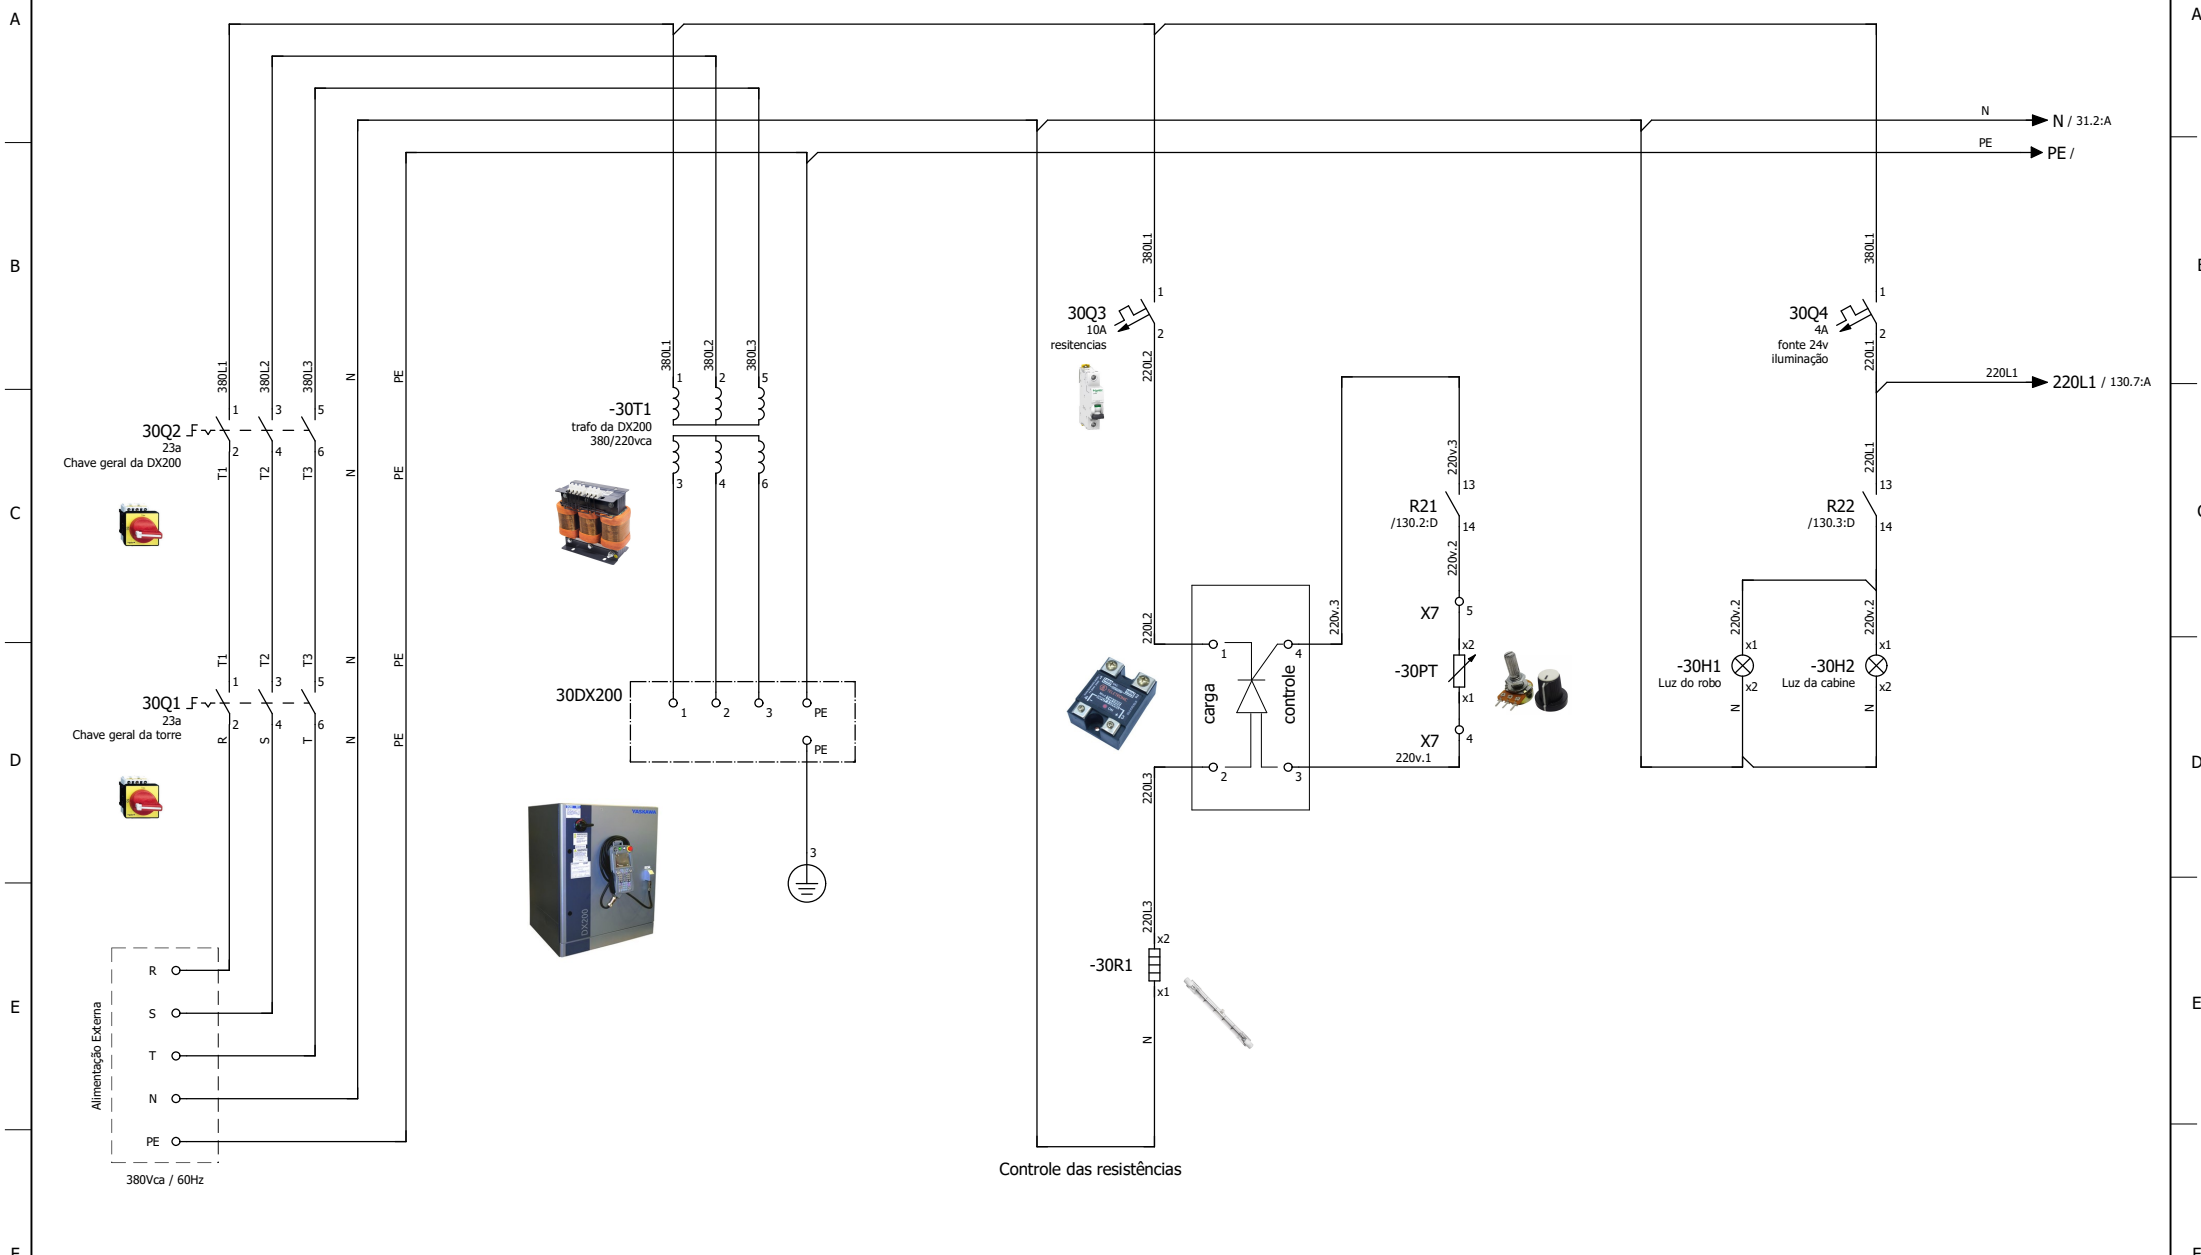 A
A
N
N / 31.2:A
PE
PE /
B
380L1
380L1
1
30Q3
10A
resitencias
2
220L2
1
30Q4
4A
fonte 24v
iluminação
2
220L1
220L1
220L1 / 130.7:A
380L1
380L2
380L3
N
PE
380L1
380L2
380L3
1
2
5
-30T1
trafo da DX200
380/220vca
3
4
6
1
3
5
30Q2
23a
Chave geral da DX200
2
4
6
T1
T2
T3
N
PE
C
220v.3
13
R21
/130.2:D
14
220v.2
220L1
13
R22
/130.3:D
14
X7
5
220L2
220v.3
220v.2
220v.2
T1
T2
T3
N
PE
1
3
5
30Q1
23a
Chave geral da torre
2
4
6
R
S
T
N
PE
30DX200
1
2
3
PE
PE
3
1
4
carga
controle
2
3
x2
-30PT
x1
X7
4
220v.1
x1
-30H1
Luz do robo
x2
N
x1
-30H2
Luz da cabine
x2
N
D
D
220L3
YASKAWA
DX200
220L3
x2
-30R1
x1
N
E
E
Alimentação Externa
R
S
T
N
PE
380Vca / 60Hz
Controle das resistências